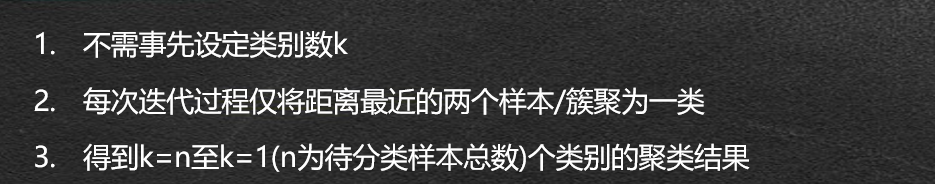 1. 不需事先设定类别数k
2. 每次迭代过程仅将距离最近的两个样本/簇聚为一类
3. 得到k=n至k=1(n为待分类样本总数)个类别的聚类结果